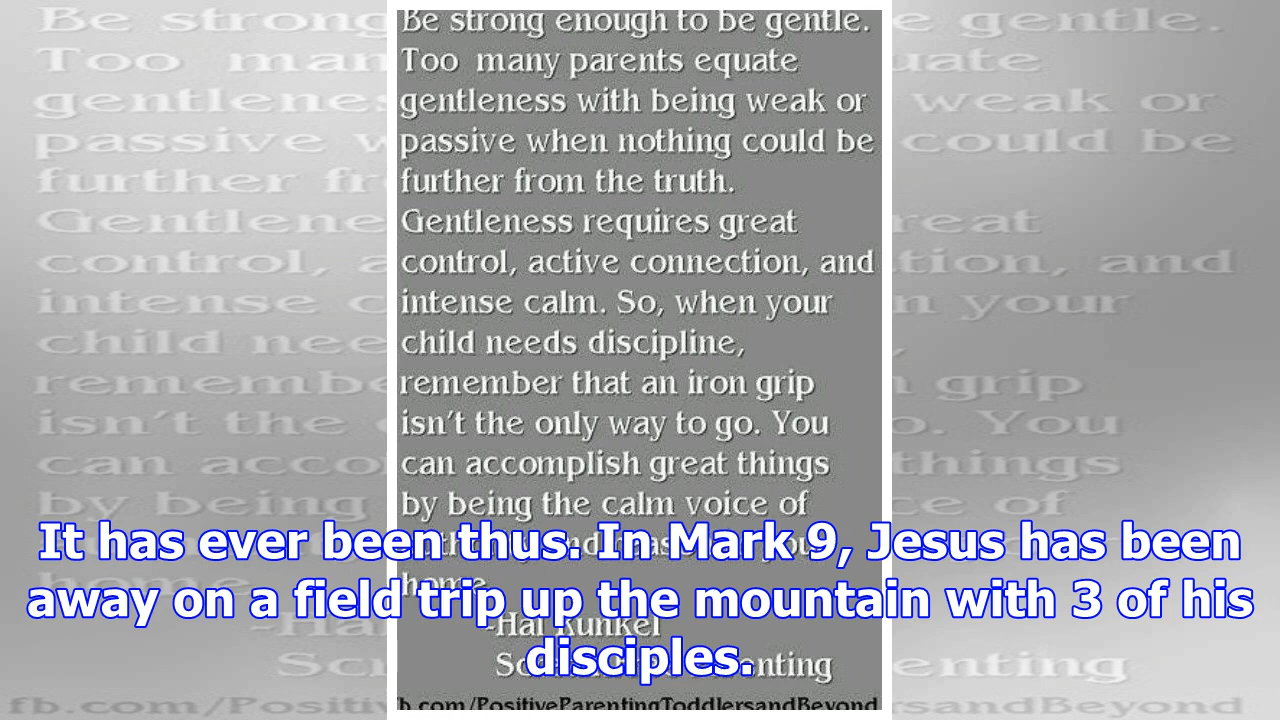 Be strong enough to be gentle.
Too many parents equate
gentleness with being weak or
passive when nothing could be
further from the truth.
Gentleness requires great
control, active connection, and
intense calm. So, when your
child needs discipline,
remember that an iron grip
isn't the only way to go. You
can accomplish great things
by being the calm voice of
home.
-Hal Runkel
It has ever been thus. In Mark 9, Jesus has been
away on a field trip up the mountain with 3 of his
disciples.
fb.com/PositiveParentingToddlersandBeyond